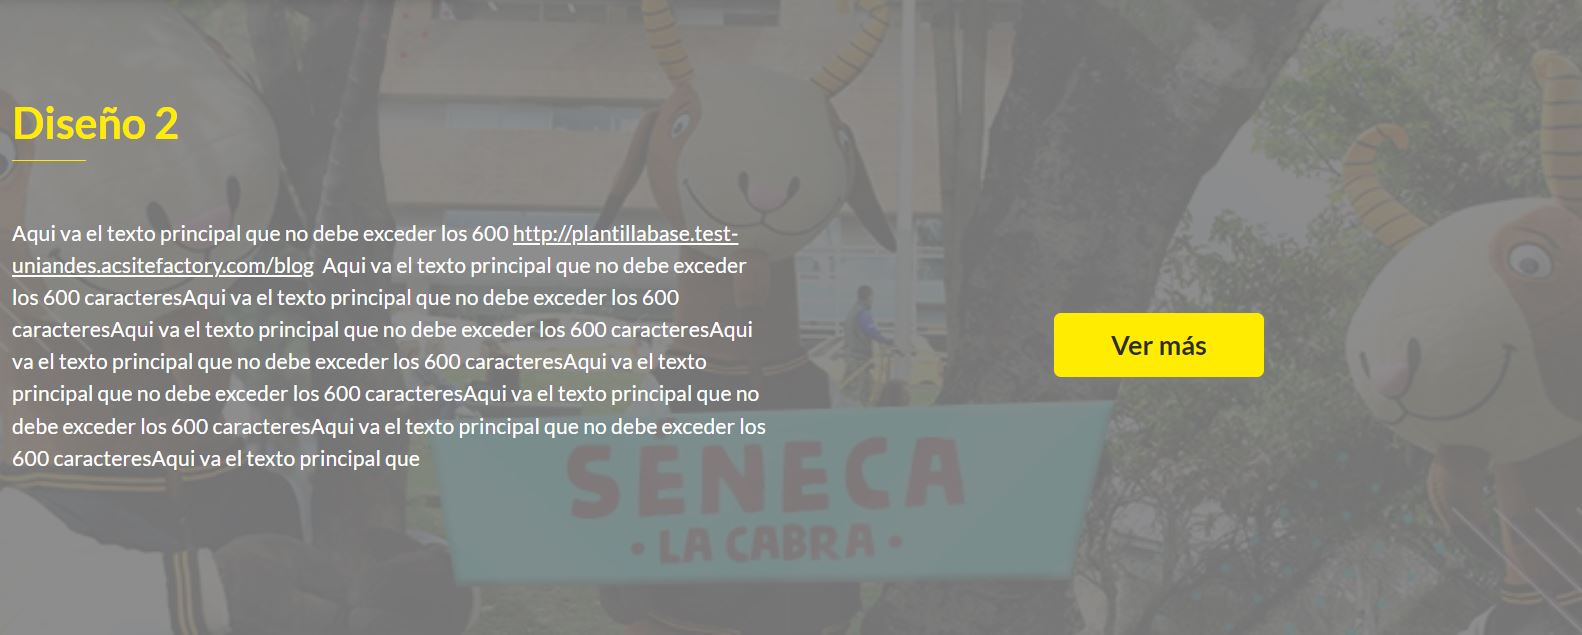 Diseño 2
Aqui va el texto principal que no debe exceder los 600 http://plantillabase.test-
uniandes.acsitefactory.com/blog Aqui va el texto principal que no debe exceder
los 600 caracteresAqui va el texto principal que no debe exceder los 600
caracteresAqui va el texto principal que no debe exceder los 600 caracteresAqui
va el texto principal que no debe exceder los 600 caracteresAqui va el texto
principal que no debe exceder los 600 caracteresAqui va el texto principal que no
debe exceder los 600 caracteresAqui va el texto principal que no debe exceder los
600 caracteresAqui va el texto principal que
Ver más
SÉNECA
• LA CABRA •